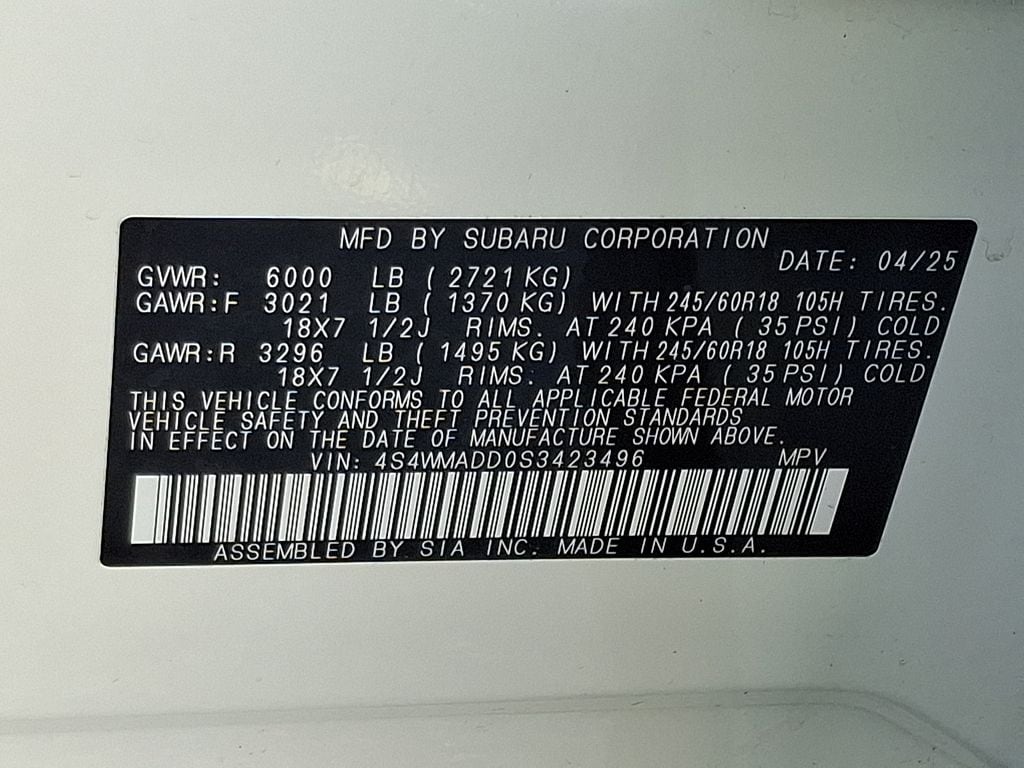 MFD BY SUBARU CORPORATION
DATE: 04/25
GVWR: 6000 LB ( 2721 KG)
GAWR:F 3021 LB ( 1370 KG) WITH 245/60R18 105H TIRES.
18X7 1/2J RIMS. AT 240 KPA ( 35 PSI) COLD
GAWR:R 3296 LB ( 1495 KG) WITH 245/60R18 105H TIRES.
18X7 1/2J RIMS. AT 240 KPA ( 35 PSI) COLD
THIS VEHICLE CONFORMS TO ALL APPLICABLE FEDERAL MOTOR
VEHICLE SAFETY AND THEFT PREVENTION STANDARDS
IN EFFECT ON THE DATE OF MANUFACTURE SHOWN ABOVE.
VIN: 4S4WMADD0S3423496 MPV
ASSEMBLED BY SIA INC. MADE IN U.S.A.